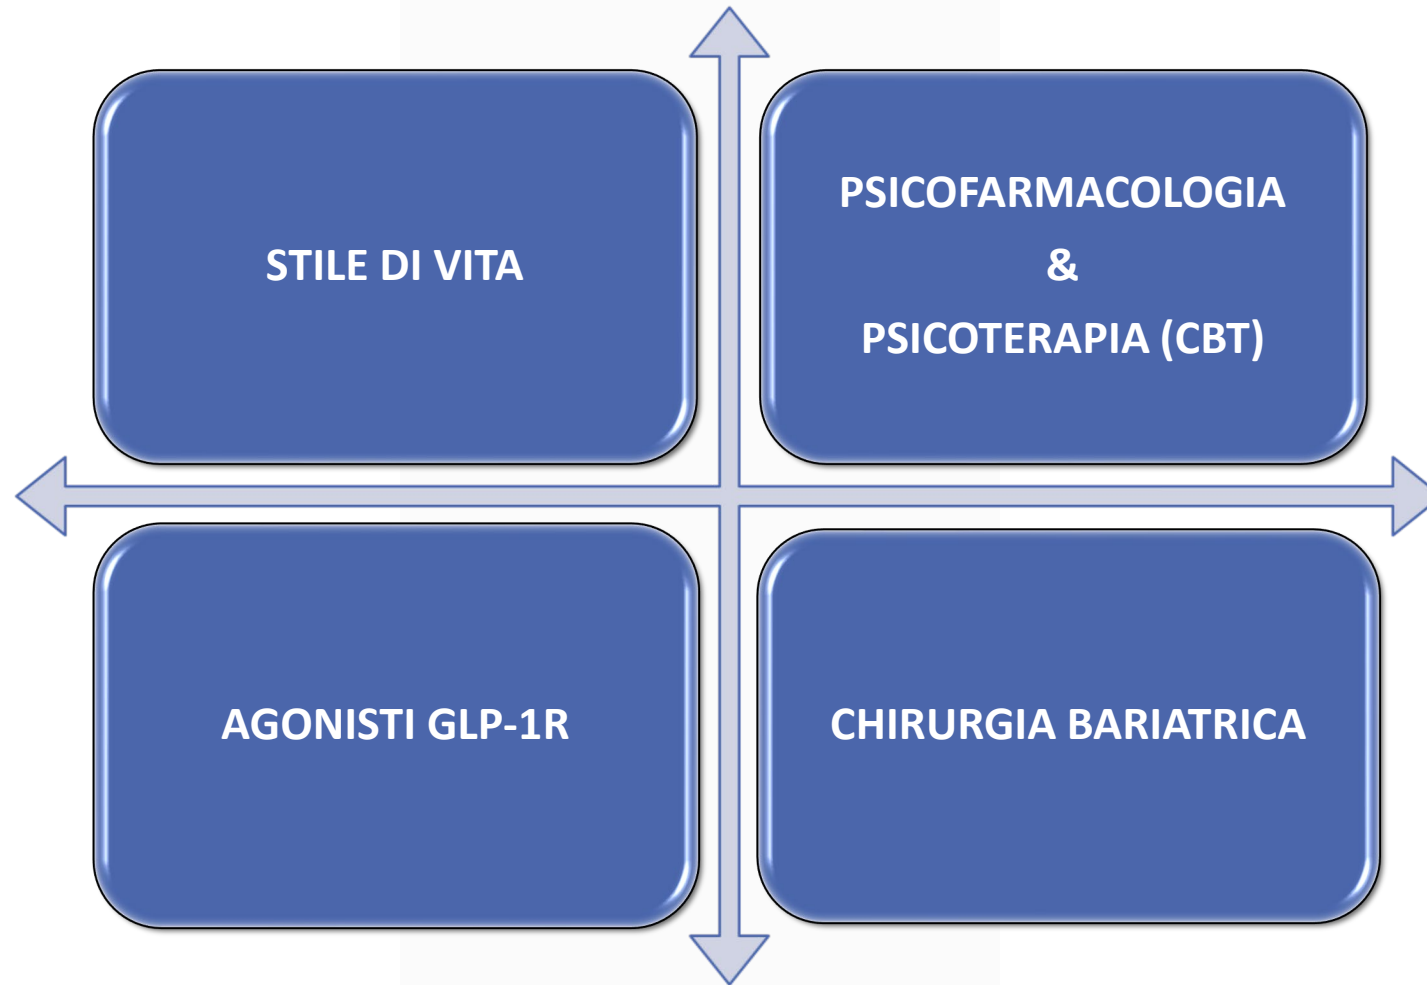 STILE DI VITA
PSICOFARMACOLOGIA
&
PSICOTERAPIA (CBT)
AGONISTI GLP-1R
CHIRURGIA BARIATRICA